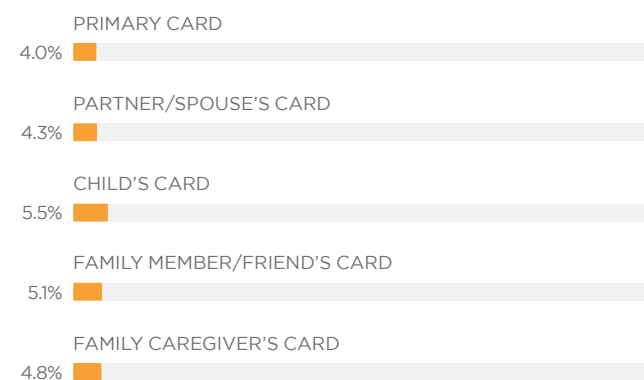 PRIMARY CARD
4.0%
PARTNER/SPOUSE’S CARD
4.3%
CHILD’S CARD
5.5%
FAMILY MEMBER/FRIEND’S CARD
5.1%
FAMILY CAREGIVER’S CARD
4.8%